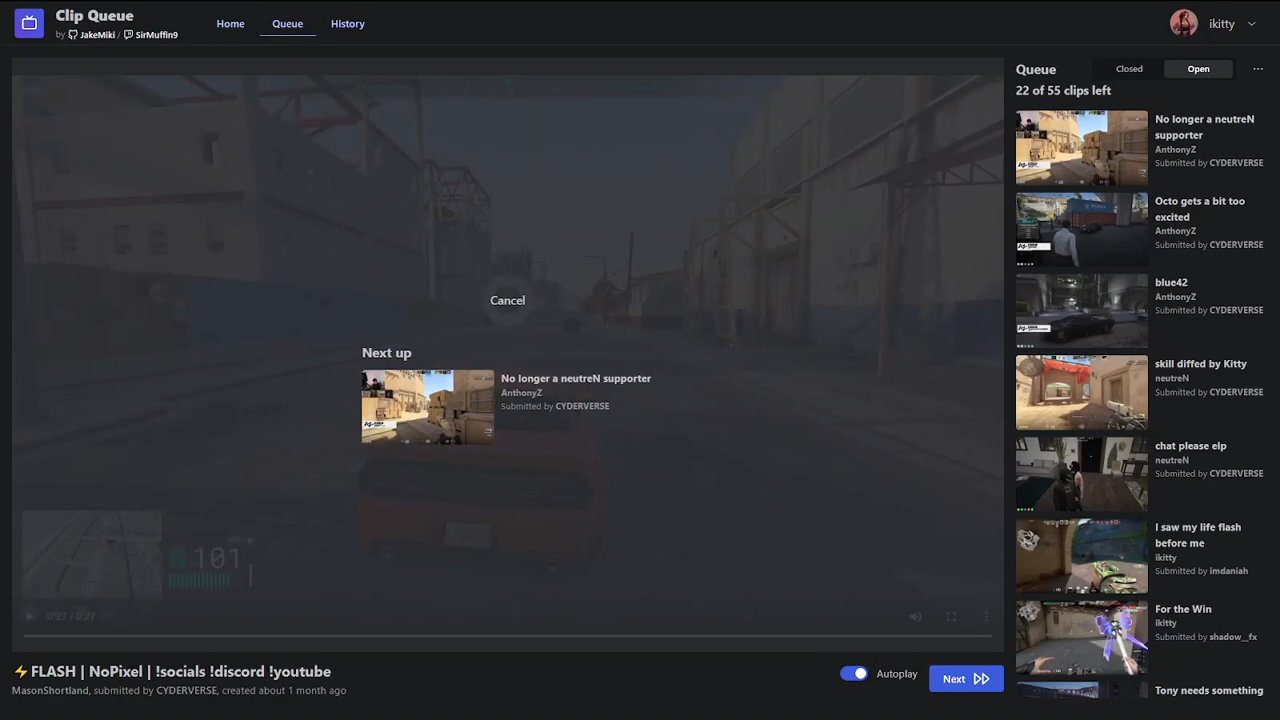 Clip Queue
by JakeMiki / SirMuffin9
Home
Queue
History
ikitty
Queue
Closed
Open
22 of 55 clips left
No longer a neutreN
supporter
AnthonyZ
Submitted by CYDERVERSE
Octo gets a bit too
excited
AnthonyZ
Submitted by CYDERVERSE
blue42
AnthonyZ
Submitted by CYDERVERSE
skill diffed by Kitty
neutreN
Submitted by CYDERVERSE
chat please elp
neutreN
Submitted by CYDERVERSE
I saw my life flash
before me
ikitty
Submitted by imdaniah
For the Win
ikitty
Submitted by shadow__fx
Tony needs something
Cancel
Next up
No longer a neutreN supporter
AnthonyZ
Submitted by CYDERVERSE
101
0:27 / 0:27
⚡FLASH | NoPixel | !socials !discord !youtube
MasonShortland, submitted by CYDERVERSE, created about 1 month ago
Autoplay
Next